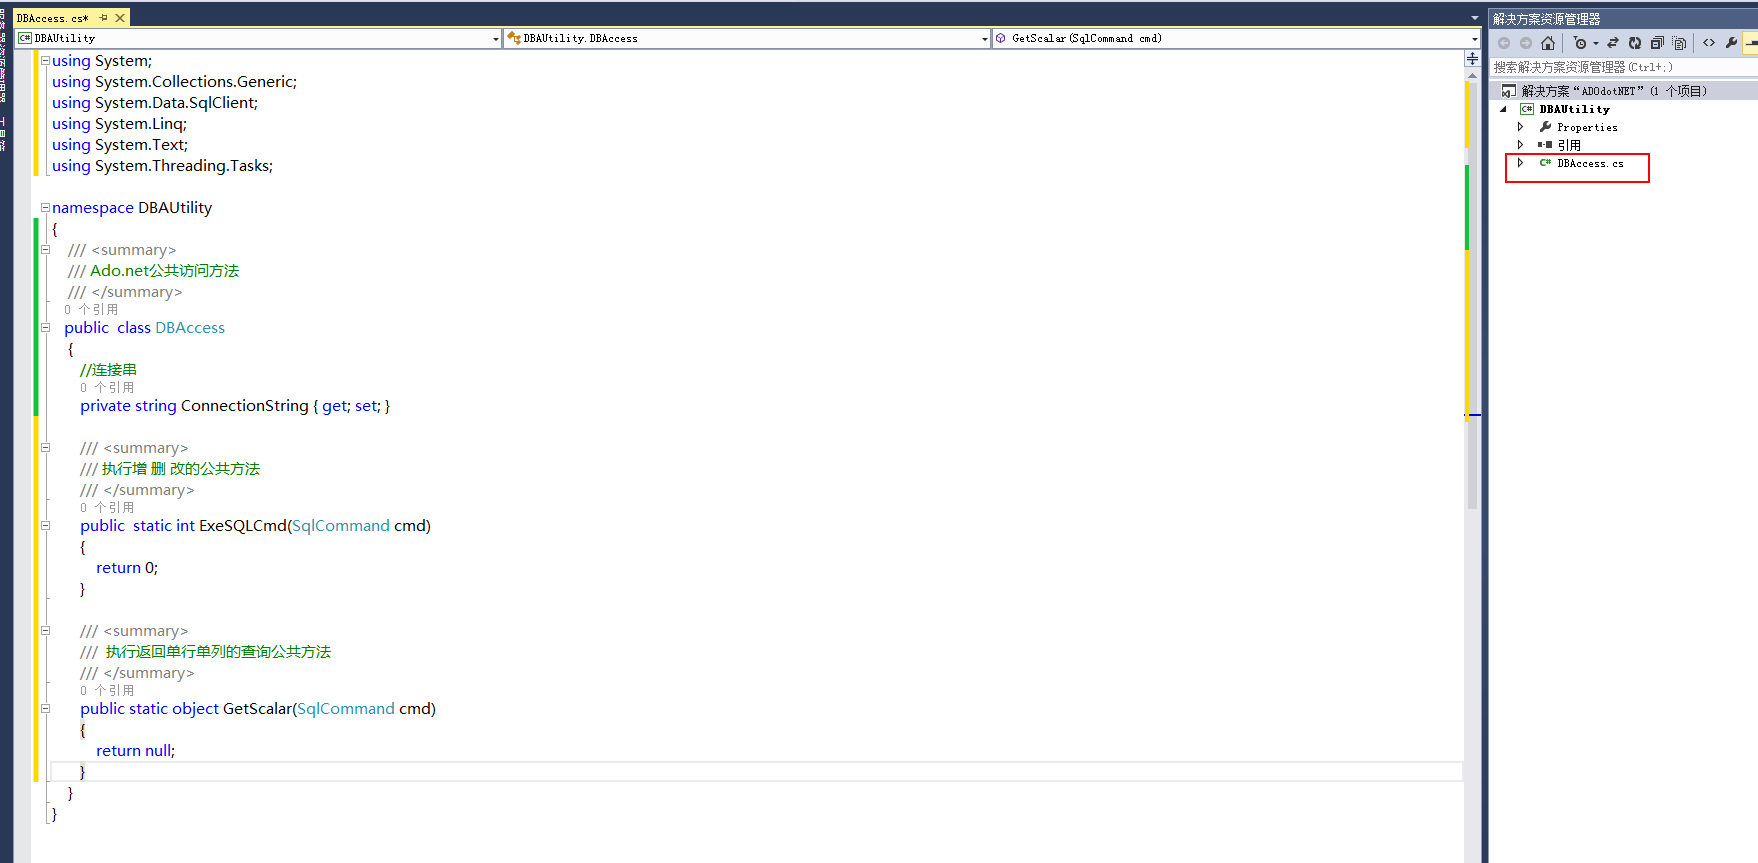 DBAccess.cs*
DBAUtility
DBAUtility.DBAccess
GetScalar(SqlCommand cmd)
using System;
using System.Collections.Generic;
using System.Data.SqlClient;
using System.Linq;
using System.Text;
using System.Threading.Tasks;
namespace DBAUtility
{
/// <summary>
/// Ado.net公共访问方法
/// </summary>
0 个引用
public  class DBAccess
{
//连接串
0 个引用
private string ConnectionString { get; set; }
/// <summary>
/// 执行增 删 改的公共方法
/// </summary>
0 个引用
public  static int ExeSQLCmd(SqlCommand cmd)
{
return 0;
}
/// <summary>
///  执行返回单行单列的查询公共方法
/// </summary>
0 个引用
public static object GetScalar(SqlCommand cmd)
{
return null;
}
}
}
解决方案资源管理器
搜索解决方案资源管理器(Ctrl+;)
解决方案“ADOdotNET”(1 个项目)
C# DBAUtility
Properties
引用
C# DBAccess.cs